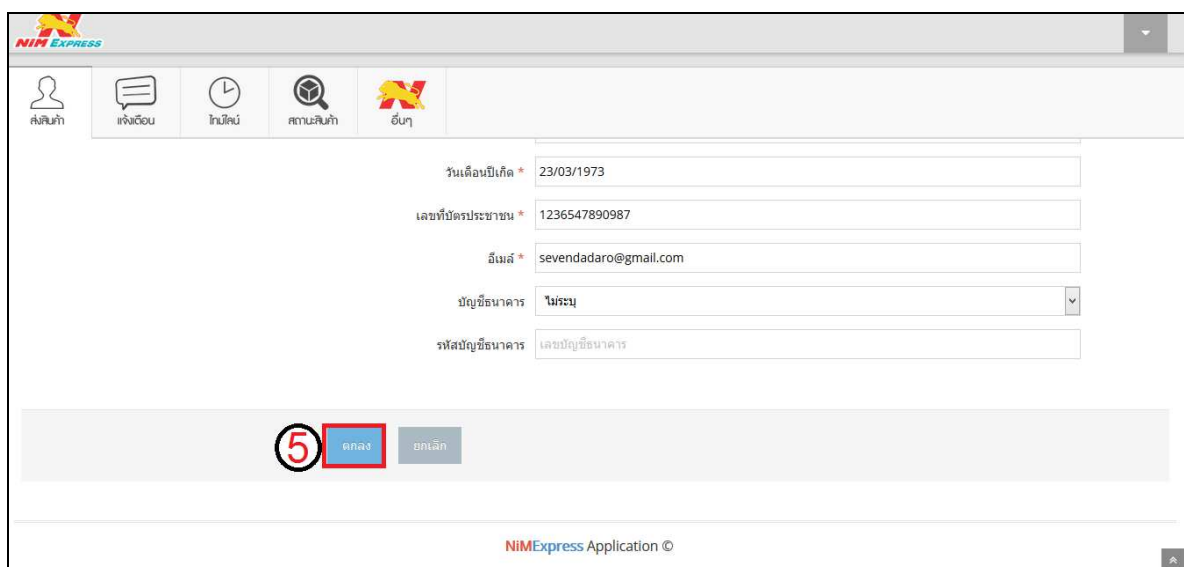 NIM EXPRESS
ส่งสินค้า
แจ้งเตือน
ไทม์ไลน์
สถานะสินค้า
อื่นๆ
วันเดือนปีเกิด * 23/03/1973
เลขที่บัตรประชาชน * 1236547890987
อีเมล์ * sevendadaro@gmail.com
บัญชีธนาคาร ไม่ระบุ
รหัสบัญชีธนาคาร เลขบัญชีธนาคาร
5 ตกลง ยกเลิก
NiMExpress Application ©